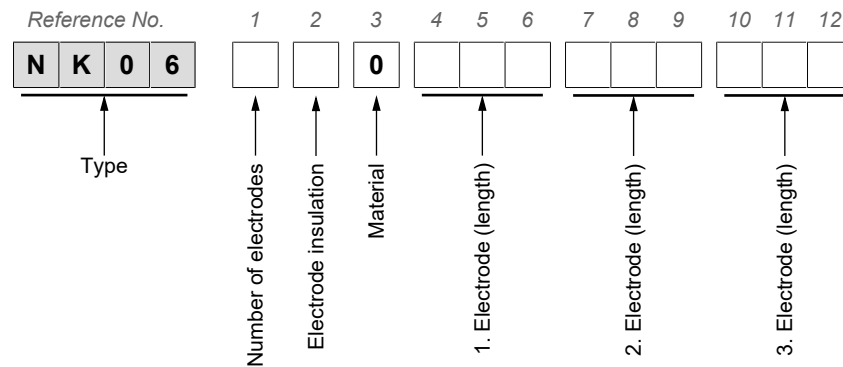 Reference No. 1 2 3 4 5 6 7 8 9 10 11 12
N K 0 6 0
Type
Number of electrodes
Electrode insulation
Material
1. Electrode (length)
2. Electrode (length)
3. Electrode (length)